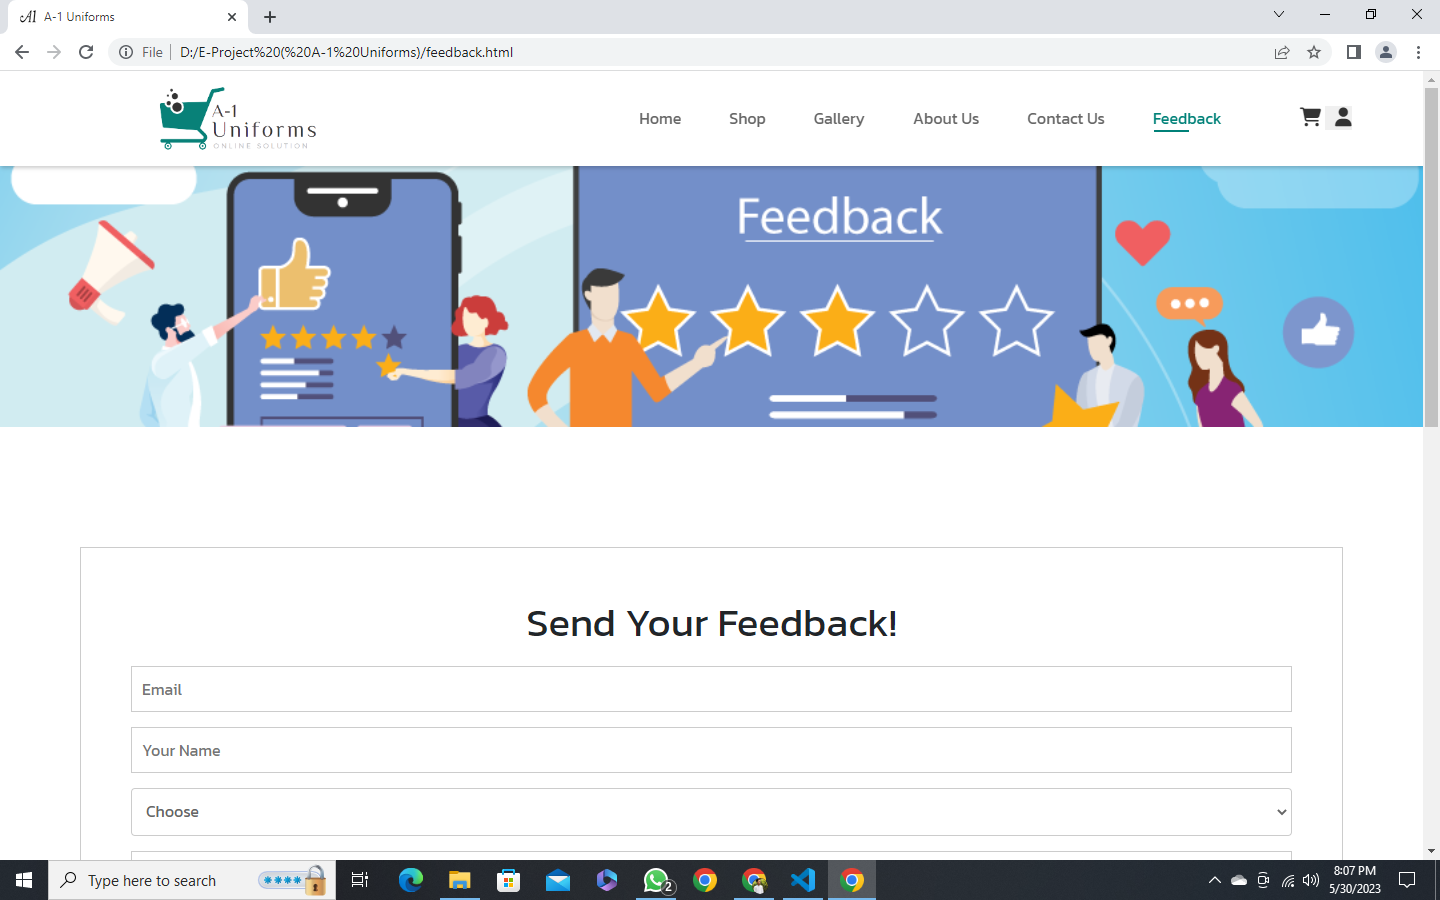 A-1 Uniforms
File
D:/E-Project%20(%20A-1%20Uniforms)/feedback.html
A-1
Uniforms
ONLINE SOLUTION
Home
Shop
Gallery
About Us
Contact Us
Feedback
Feedback
Send Your Feedback!
Email
Your Name
Choose
Type here to search
2
8:07 PM
5/30/2023